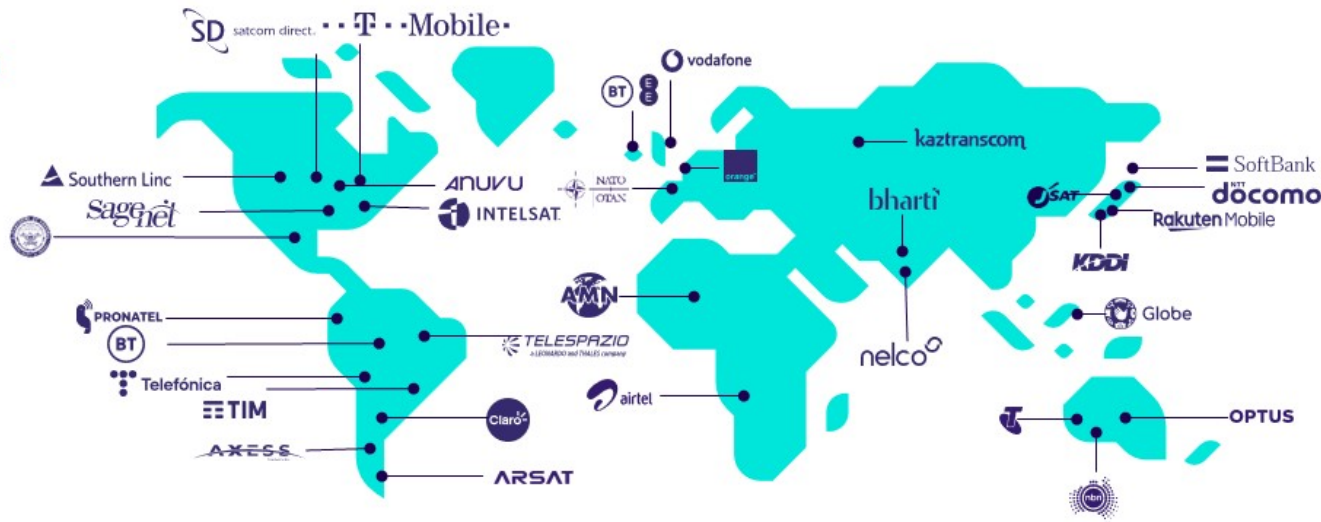 SD satcom direct.
T Mobile
vodafone
BT EE
kaztranscom
Southern Linc
ANUVU
NATO
OTAN
orange
SoftBank
bharti
JSAT
NTT
döcomo
Sagenet
INTELSAT
Rakuten Mobile
KDDI
AMN
PRONATEL
Globe
BT
TELESPAZIO
a LEONARDO and THALES company
nelco
Telefónica
airtel
TIM
Claro
T
OPTUS
AXESS
ARSAT
nbn